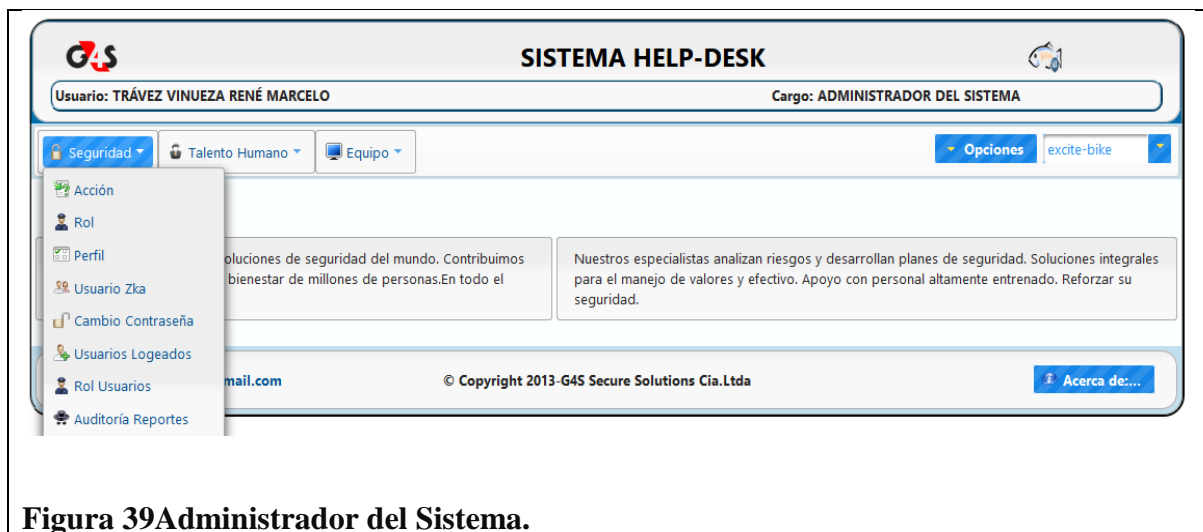 G4S
SISTEMA HELP-DESK
Usuario: TRÁVEZ VINUEZA RENÉ MARCELO
Cargo: ADMINISTRADOR DEL SISTEMA
Seguridad
Talento Humano
Equipo
Opciones
excite-bike
Acción
Rol
Perfil
Usuario Zka
Cambio Contraseña
Usuarios Logeados
Rol Usuarios
Auditoría Reportes
oluciones de seguridad del mundo. Contribuimos
bienestar de millones de personas.En todo el
Nuestros especialistas analizan riesgos y desarrollan planes de seguridad. Soluciones integrales
para el manejo de valores y efectivo. Apoyo con personal altamente entrenado. Reforzar su
seguridad.
mail.com
© Copyright 2013-G4S Secure Solutions Cia.Ltda
Acerca de:...
Figura 39Administrador del Sistema.